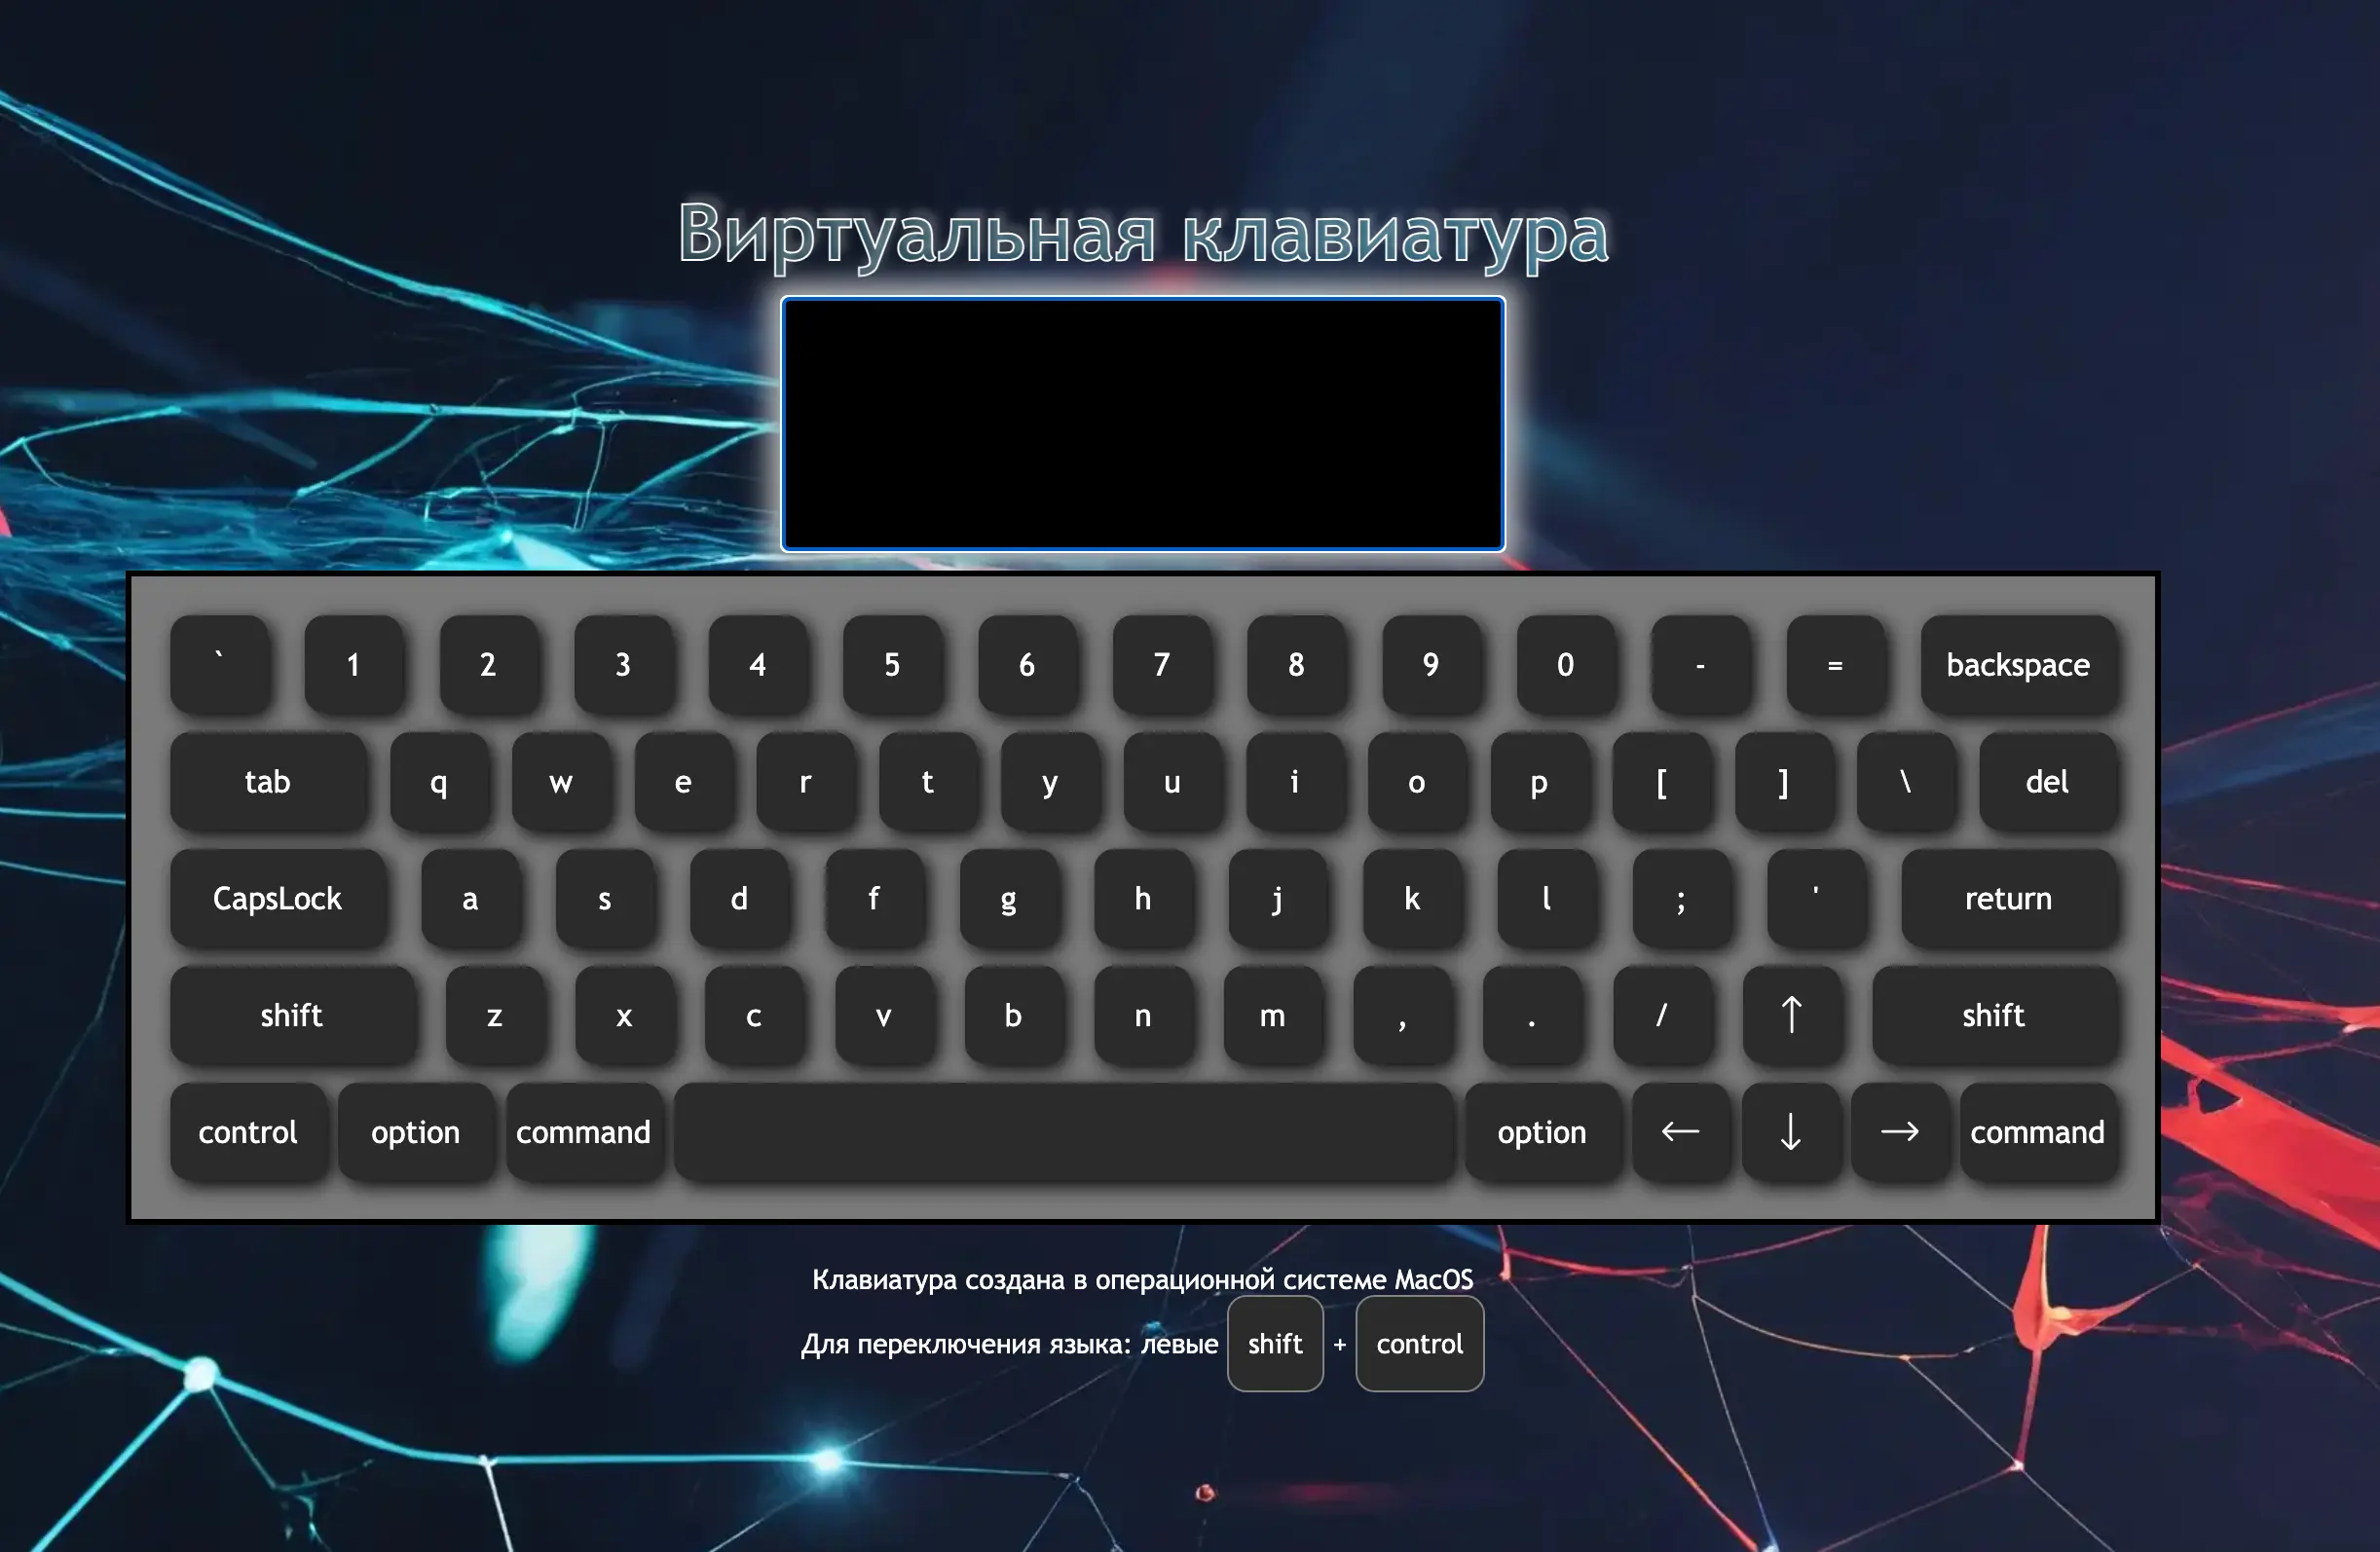 Виртуальная клавиатура
` 1 2 3 4 5 6 7 8 9 0 - = backspace
tab q w e r t y u i o p [ ] \ del
CapsLock a s d f g h j k l ; ' return
shift z x c v b n m , . / ↑ shift
control option command option ← ↓ → command
Клавиатура создана в операционной системе MacOS
Для переключения языка: левые shift + control